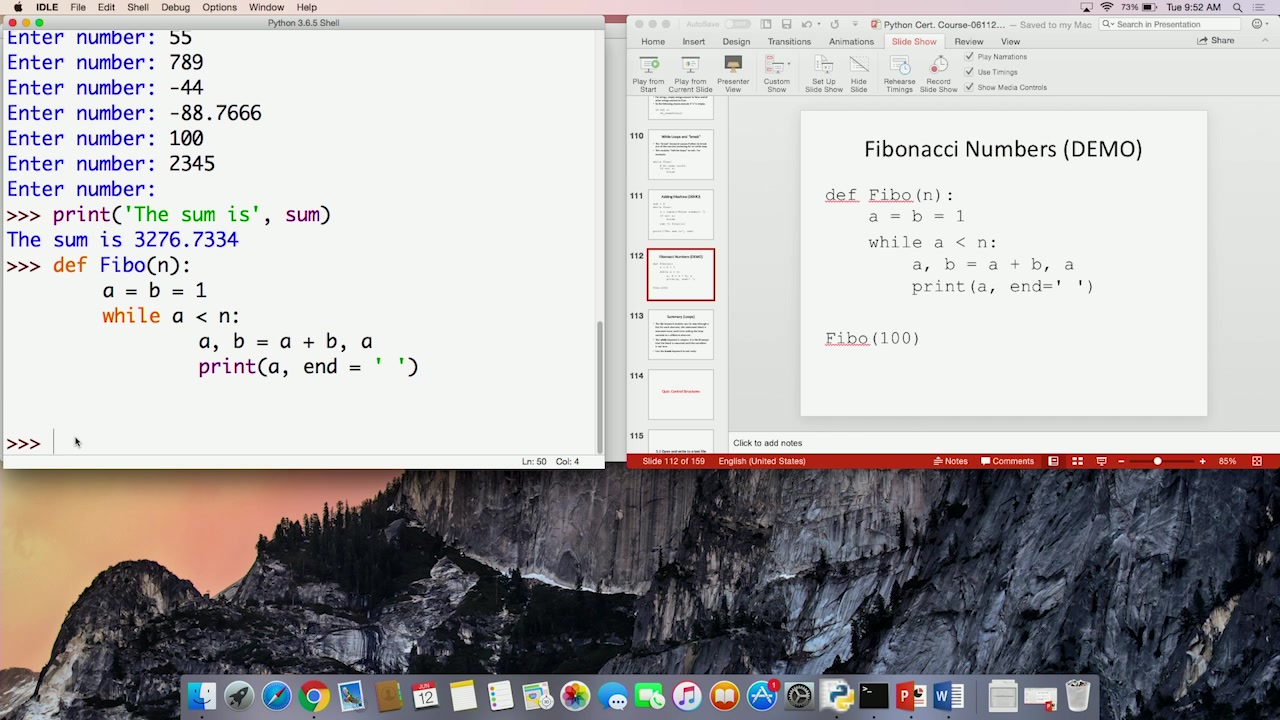 IDLE File Edit Shell Debug Options Window Help
73% Tue 9:52 AM
Python 3.6.5 Shell
Enter number: 55
Enter number: 789
Enter number: -44
Enter number: -88.7666
Enter number: 100
Enter number: 2345
Enter number:
>>> print('The sum is', sum)
The sum is 3276.7334
>>> def Fibo(n):
a = b = 1
while a < n:
a, b = a + b, a
print(a, end = ' ')
>>>
Ln: 50 Col: 4
AutoSave
Python Cert. Course-06112... — Saved to my Mac
Search in Presentation
Home Insert Design Transitions Animations Slide Show Review View
Share
Play from Start
Play from Current Slide
Presenter View
Custom Show
Set Up Slide Show
Hide Slide
Rehearse Timings
Record Slide Show
Play Narrations
Use Timings
Show Media Controls
110
While Loops and "break"
111
Adding Machine (DEMO)
112
Fibonacci Numbers (DEMO)
113
Summary (Loops)
114
Quiz: Control Structures
115
Fibonacci Numbers (DEMO)
def Fibo(n):
a = b = 1
while a < n:
a, b = a + b, a
print(a, end=' ')
Fibo(100)
Click to add notes
Slide 112 of 159 English (United States)
Notes Comments
85%
JUN
12
1